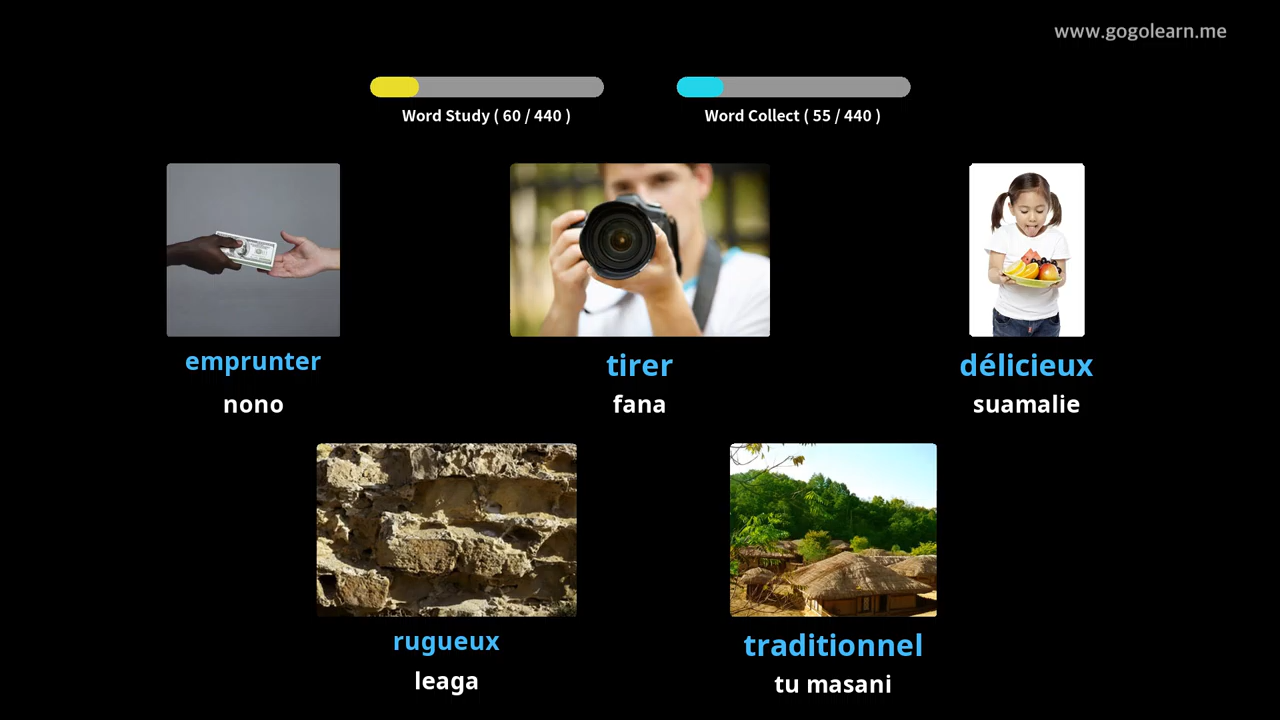 www.gogolearn.me
Word Study ( 60 / 440 )
Word Collect ( 55 / 440 )
emprunter
nono
tirer
fana
délicieux
suamalie
rugueux
leaga
traditionnel
tu masani